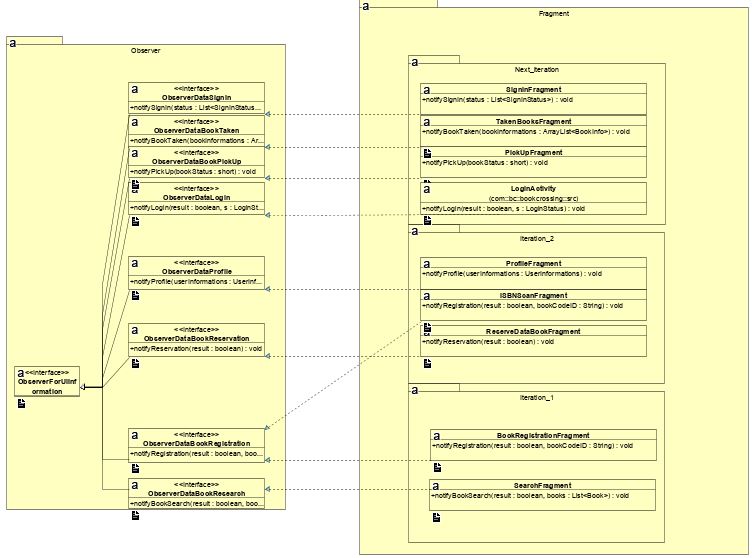 Observer
<<interface>>
ObserverDataSignIn
+notifySignIn(status : List<SignInStatus...
<<interface>>
ObserverDataBookTaken
+notifyBookTaken(bookInformations : Ar...
<<interface>>
ObserverDataBookPickUp
+notifyPickUp(bookStatus : short) : void
<<interface>>
ObserverDataLogin
+notifyLogin(result : boolean, s : LoginSt...
<<interface>>
ObserverDataProfile
+notifyProfile(userInformations : UserInf...
<<interface>>
ObserverDataBookReservation
+notifyReservation(result : boolean) : void
<<interface>>
ObserverForUIInf
ormation
<<interface>>
ObserverDataBookRegistration
+notifyRegistration(result : boolean, boo...
<<interface>>
ObserverDataBookResearch
+notifyBookSearch(result : boolean, boo...
Fragment
Next_Iteration
SignInFragment
+notifySignIn(status : List<SignInStatus>) : void
TakenBooksFragment
+notifyBookTaken(bookInformations : ArrayList<BookInfo>) : void
PickUpFragment
+notifyPickUp(bookStatus : short) : void
LoginActivity
(com::bc::bookcrossing::src)
+notifyLogin(result : boolean, s : LoginStatus) : void
Iteration_2
ProfileFragment
+notifyProfile(userInformations : UserInformations) : void
ISBNScanFragment
+notifyRegistration(result : boolean, bookCodeID : String) : void
ReserveDataBookFragment
+notifyReservation(result : boolean) : void
Iteration_1
BookRegistrationFragment
+notifyRegistration(result : boolean, bookCodeID : String) : void
SearchFragment
+notifyBookSearch(result : boolean, books : List<Book>) : void